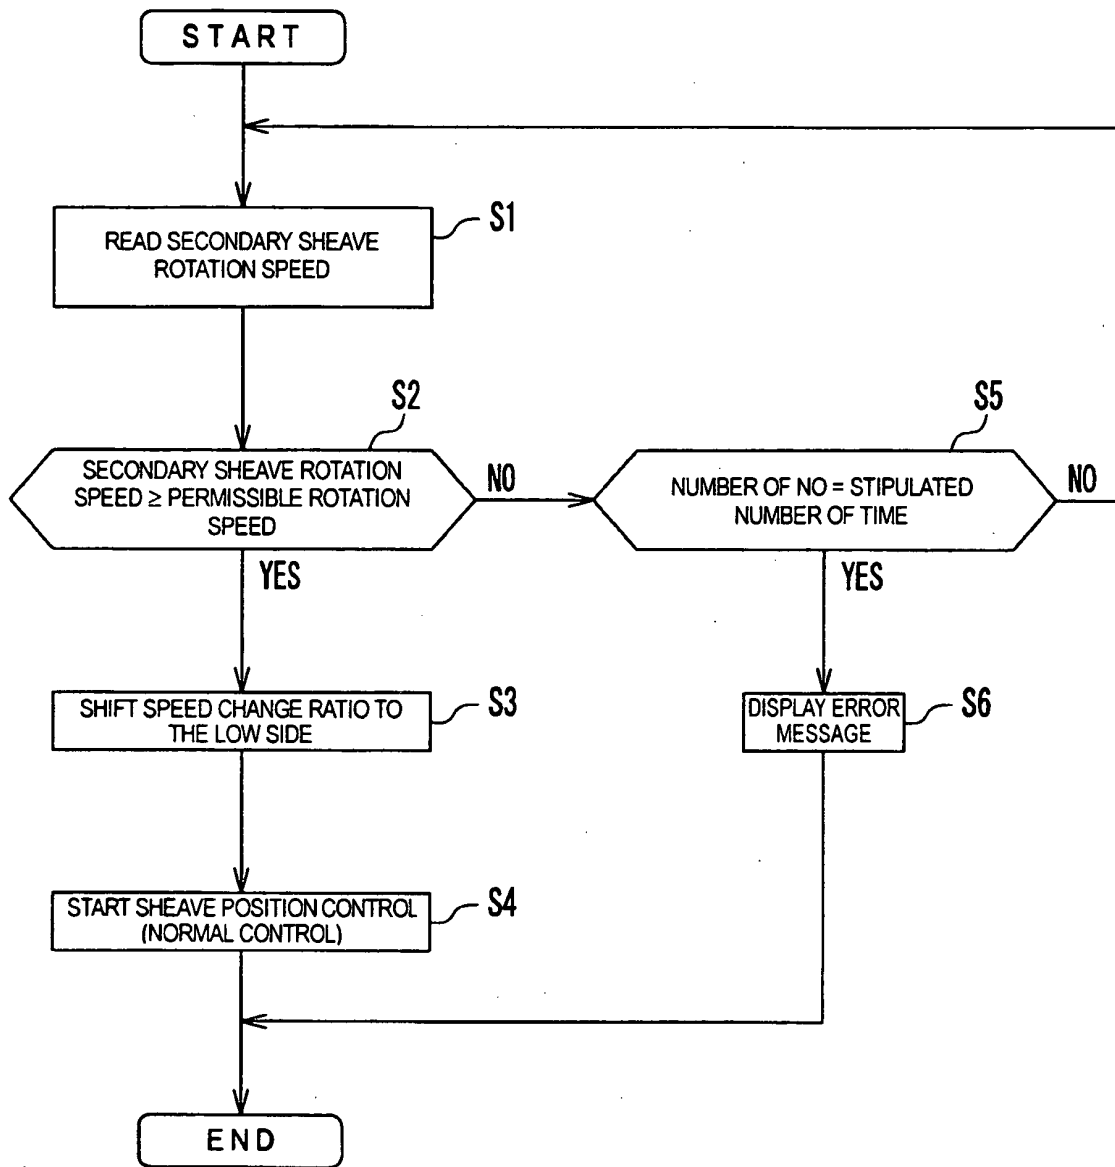 START
S1
READ SECONDARY SHEAVE
ROTATION SPEED
S2
SECONDARY SHEAVE ROTATION
SPEED ≥ PERMISSIBLE ROTATION
SPEED
NO
YES
S5
NUMBER OF NO = STIPULATED
NUMBER OF TIME
NO
YES
S3
SHIFT SPEED CHANGE RATIO TO
THE LOW SIDE
S6
DISPLAY ERROR
MESSAGE
S4
START SHEAVE POSITION CONTROL
(NORMAL CONTROL)
END